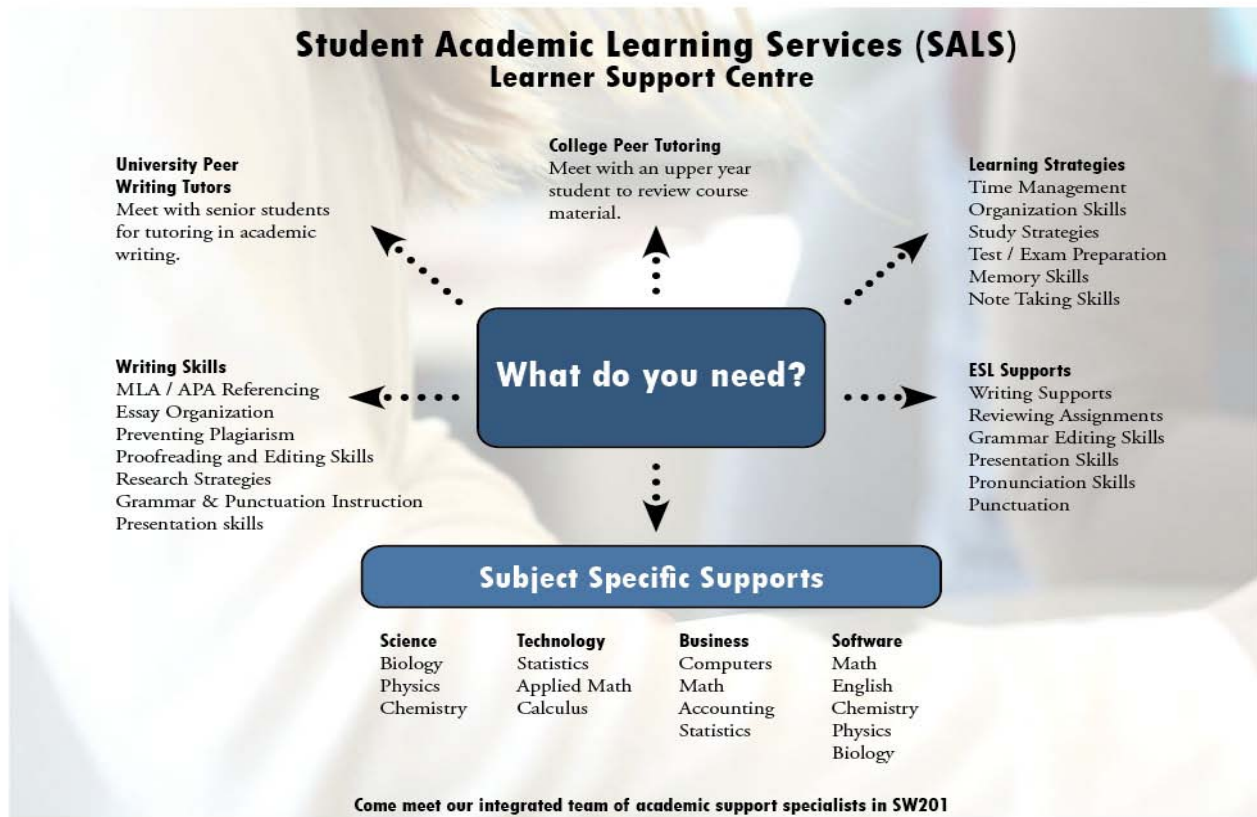 Student Academic Learning Services (SALS)
Learner Support Centre
University Peer
Writing Tutors
Meet with senior students
for tutoring in academic
writing.
College Peer Tutoring
Meet with an upper year
student to review course
material.
Learning Strategies
Time Management
Organization Skills
Study Strategies
Test / Exam Preparation
Memory Skills
Note Taking Skills
What do you need?
Writing Skills
MLA / APA Referencing
Essay Organization
Preventing Plagiarism
Proofreading and Editing Skills
Research Strategies
Grammar & Punctuation Instruction
Presentation skills
ESL Supports
Writing Supports
Reviewing Assignments
Grammar Editing Skills
Presentation Skills
Pronunciation Skills
Punctuation
Subject Specific Supports
Science
Biology
Physics
Chemistry
Technology
Statistics
Applied Math
Calculus
Business
Computers
Math
Accounting
Statistics
Software
Math
English
Chemistry
Physics
Biology
Come meet our integrated team of academic support specialists in SW201